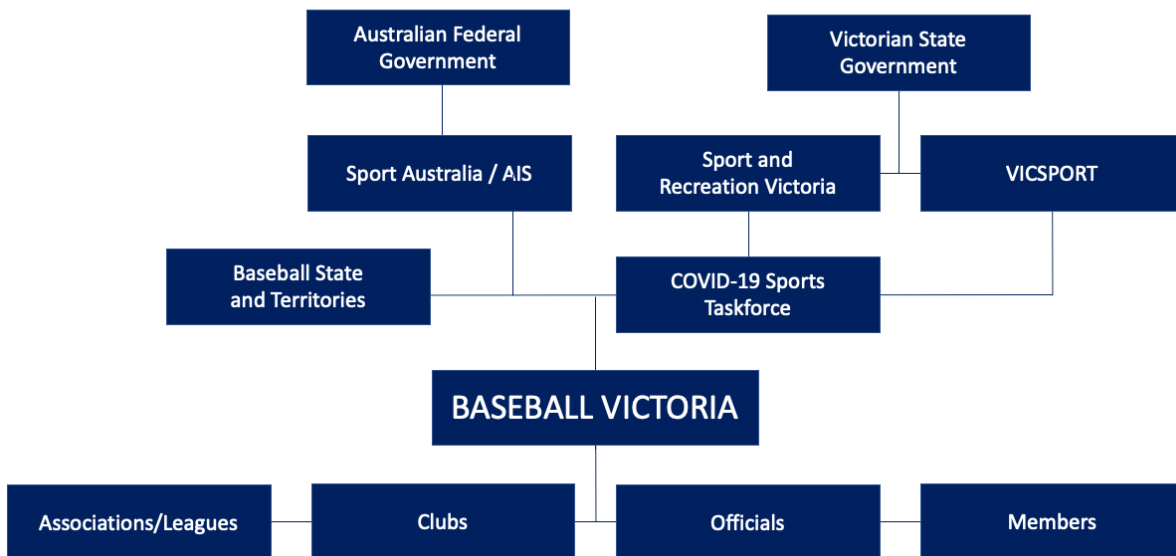 Australian Federal
Government
Victorian State
Government
Sport Australia / AIS
Sport and
Recreation Victoria
VICSPORT
Baseball State
and Territories
COVID-19 Sports
Taskforce
BASEBALL VICTORIA
Associations/Leagues
Clubs
Officials
Members